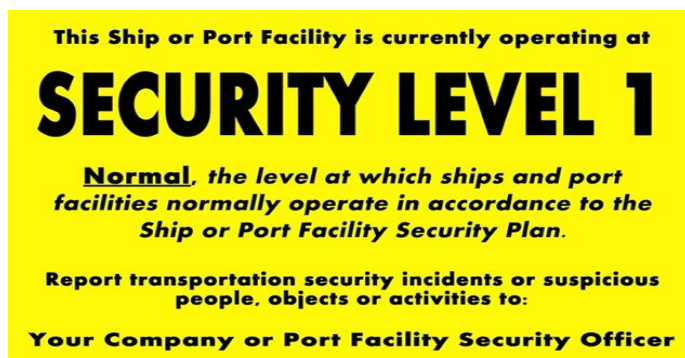 This Ship or Port Facility is currently operating at
SECURITY LEVEL 1
Normal, the level at which ships and port
facilities normally operate in accordance to the
Ship or Port Facility Security Plan.
Report transportation security incidents or suspicious
people, objects or activities to:
Your Company or Port Facility Security Officer